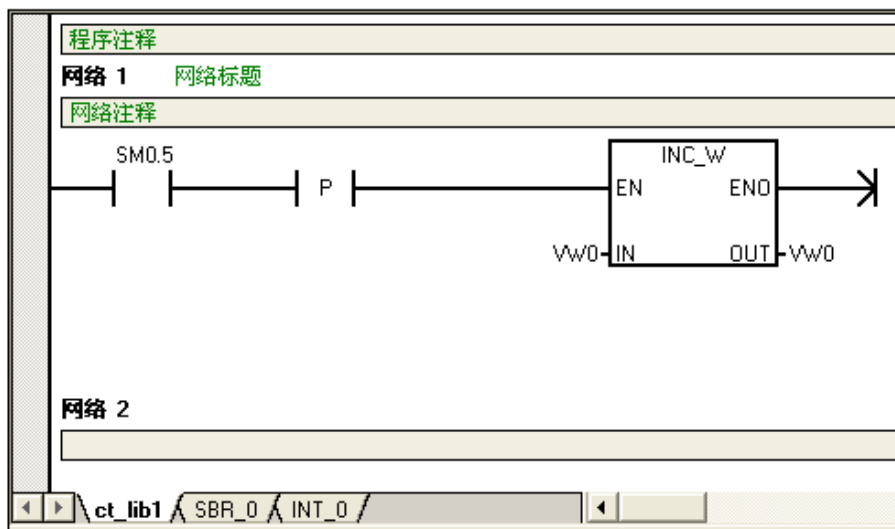 程序注释
网络 1 网络标题
网络注释
SM0.5
P
INC_W
EN ENO
VW0 IN OUT VW0
网络 2
ct_lib1 SBR_0 INT_0